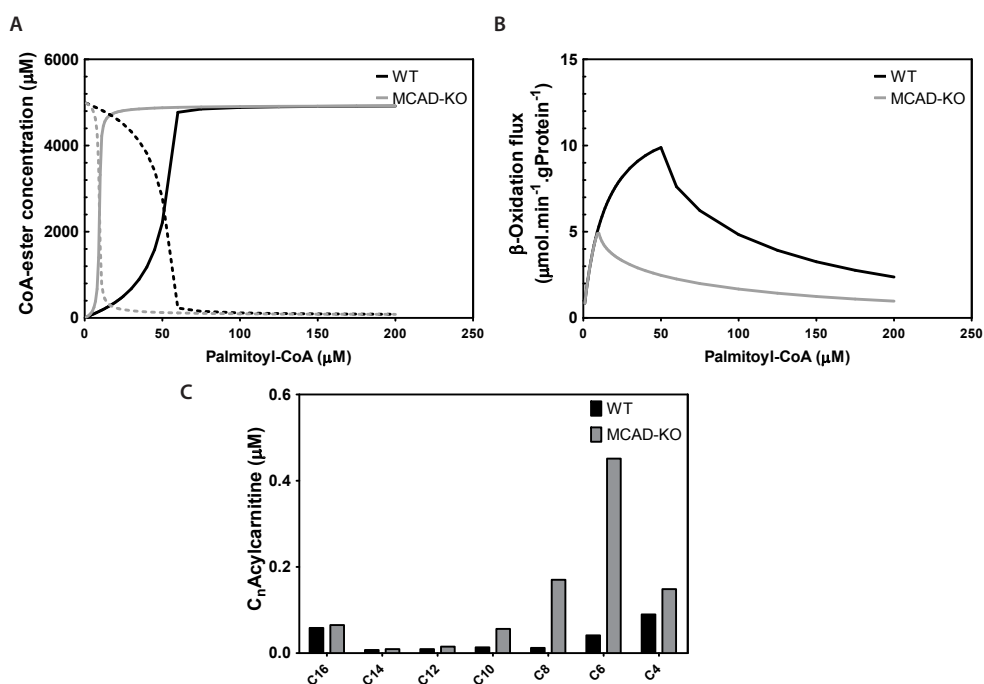 A
CoA-ester concentration (μM)
6000
4000
2000
0
0 50 100 150 200 250
Palmitoyl-CoA (μM)
WT
MCAD-KO
B
β-Oxidation flux
(μmol.min⁻¹.gProtein⁻¹)
15
10
5
0
0 50 100 150 200 250
Palmitoyl-CoA (μM)
WT
MCAD-KO
C
CₙAcylcarnitine (μM)
0.6
0.4
0.2
0.0
C16 C14 C12 C10 C8 C6 C4
WT
MCAD-KO